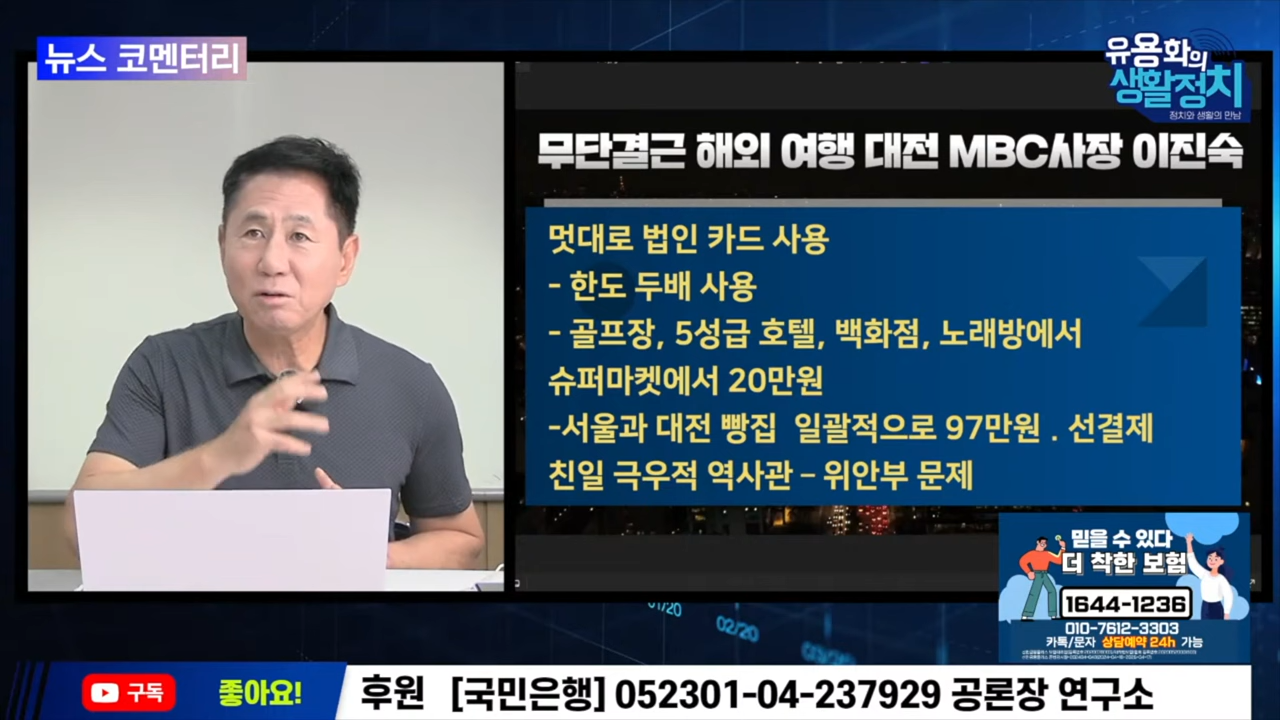 뉴스 코멘터리
유용화의
생활정치
정치와 생활의 만남
무단결근 해외 여행 대전 MBC사장 이진숙
멋대로 법인 카드 사용
- 한도 두배 사용
- 골프장, 5성급 호텔, 백화점, 노래방에서
슈퍼마켓에서 20만원
-서울과 대전 빵집 일괄적으로 97만원 . 선결제
친일 극우적 역사관 – 위안부 문제
믿을 수 있다
더 착한 보험
1644-1236
010-7612-3303
카톡/문자 상담예약 24h 가능
01/20
02/20
구독
좋아요!
후원 [국민은행] 052301-04-237929 공론장 연구소